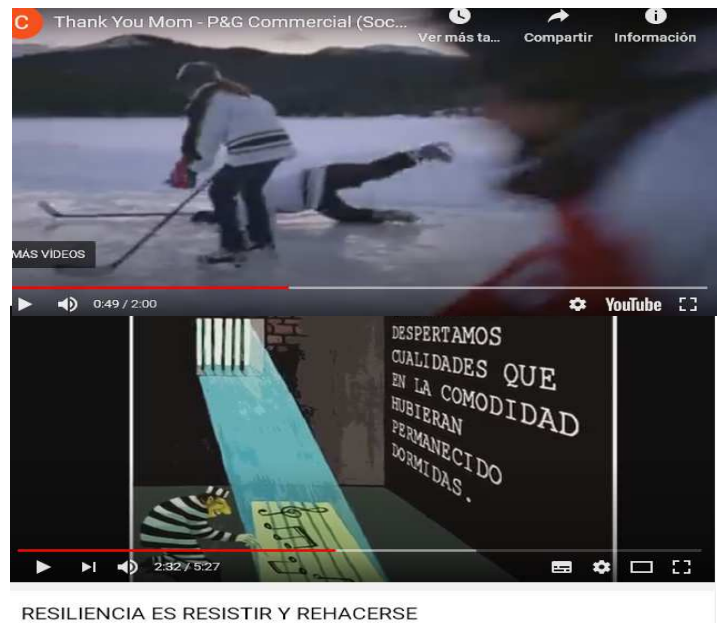 C Thank You Mom - P&G Commercial (Soc...
Ver más ta...
Compartir
Información
MÁS VÍDEOS
0:49 / 2:00
YouTube
DESPERTAMOS
CUALIDADES QUE
EN LA COMODIDAD
HUBIERAN
PERMANECIDO
DORMIDAS.
2:32 / 5:27
RESILIENCIA ES RESISTIR Y REHACERSE